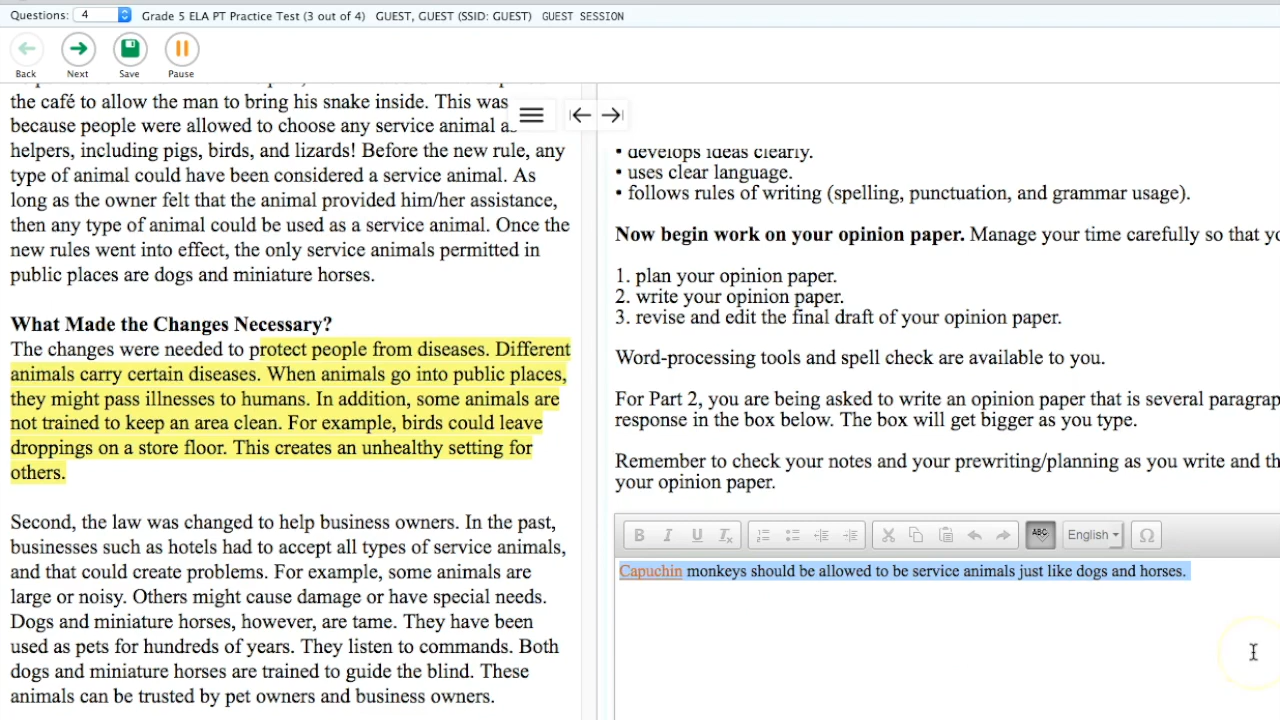 Questions: 4 Grade 5 ELA PT Practice Test (3 out of 4) GUEST, GUEST (SSID: GUEST) GUEST SESSION
Back Next Save Pause
the café to allow the man to bring his snake inside. This was
because people were allowed to choose any service animal as
helpers, including pigs, birds, and lizards! Before the new rule, any
type of animal could have been considered a service animal. As
long as the owner felt that the animal provided him/her assistance,
then any type of animal could be used as a service animal. Once the
new rules went into effect, the only service animals permitted in
public places are dogs and miniature horses.
What Made the Changes Necessary?
The changes were needed to protect people from diseases. Different
animals carry certain diseases. When animals go into public places,
they might pass illnesses to humans. In addition, some animals are
not trained to keep an area clean. For example, birds could leave
droppings on a store floor. This creates an unhealthy setting for
others.
Second, the law was changed to help business owners. In the past,
businesses such as hotels had to accept all types of service animals,
and that could create problems. For example, some animals are
large or noisy. Others might cause damage or have special needs.
Dogs and miniature horses, however, are tame. They have been
used as pets for hundreds of years. They listen to commands. Both
dogs and miniature horses are trained to guide the blind. These
animals can be trusted by pet owners and business owners.
• develops ideas clearly.
• uses clear language.
• follows rules of writing (spelling, punctuation, and grammar usage).
Now begin work on your opinion paper. Manage your time carefully so that
1. plan your opinion paper.
2. write your opinion paper.
3. revise and edit the final draft of your opinion paper.
Word-processing tools and spell check are available to you.
For Part 2, you are being asked to write an opinion paper that is several paragrap
response in the box below. The box will get bigger as you type.
Remember to check your notes and your prewriting/planning as you write and th
your opinion paper.
B I U Tx ABC English Ω
Capuchin monkeys should be allowed to be service animals just like dogs and horses.